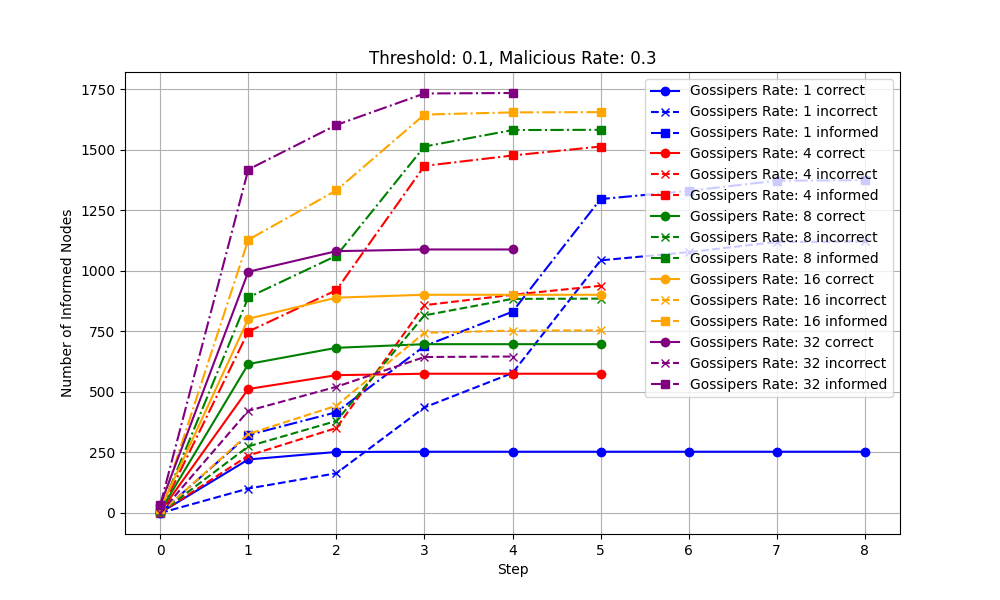 Threshold: 0.1, Malicious Rate: 0.3
Number of Informed Nodes
1750
1500
1250
1000
750
500
250
0
0 1 2 3 4 5 6 7 8
Step
Gossipers Rate: 1 correct
Gossipers Rate: 1 incorrect
Gossipers Rate: 1 informed
Gossipers Rate: 4 correct
Gossipers Rate: 4 incorrect
Gossipers Rate: 4 informed
Gossipers Rate: 8 correct
Gossipers Rate: 8 incorrect
Gossipers Rate: 8 informed
Gossipers Rate: 16 correct
Gossipers Rate: 16 incorrect
Gossipers Rate: 16 informed
Gossipers Rate: 32 correct
Gossipers Rate: 32 incorrect
Gossipers Rate: 32 informed